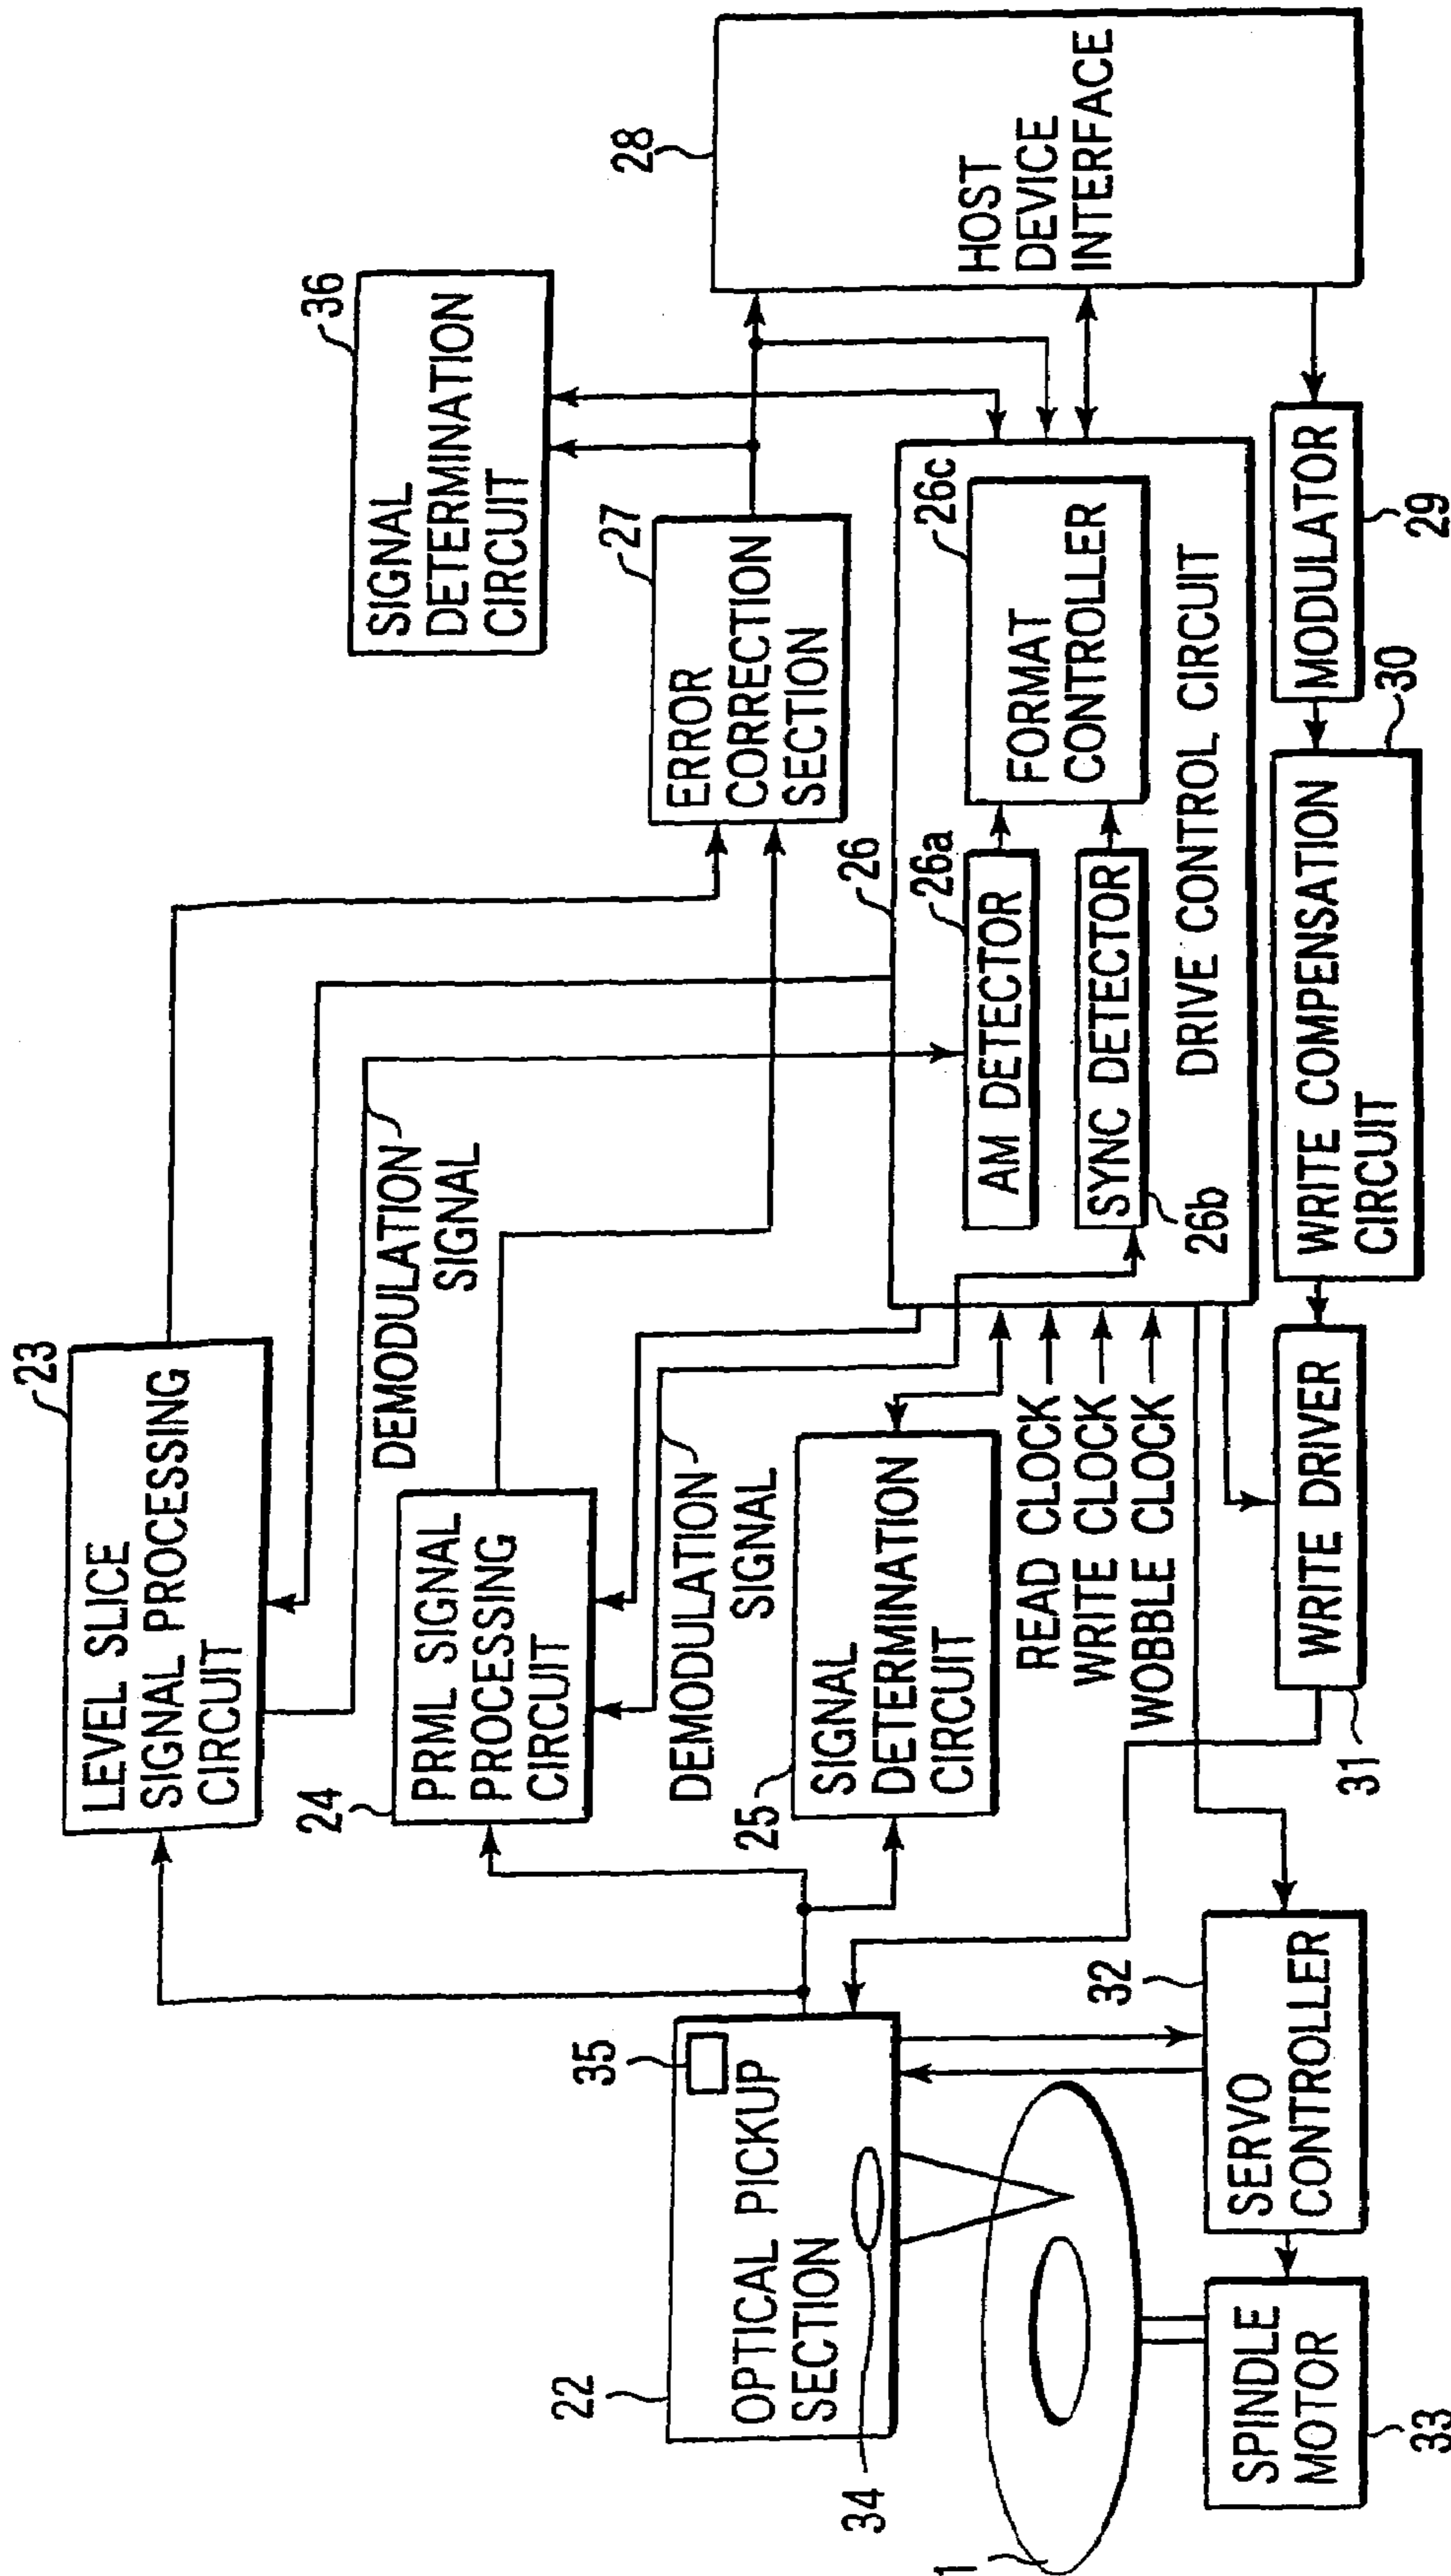 23
LEVEL SLICE
SIGNAL PROCESSING
CIRCUIT
DEMODULATION
SIGNAL
36
SIGNAL
DETERMINATION
CIRCUIT
24
PRML SIGNAL
PROCESSING
CIRCUIT
DEMODULATION
SIGNAL
27
ERROR
CORRECTION
SECTION
28
HOST
DEVICE
INTERFACE
22
35
OPTICAL PICKUP
SECTION
34
25
SIGNAL
DETERMINATION
CIRCUIT
26
26a
AM DETECTOR
SYNC DETECTOR
26b
26c
FORMAT
CONTROLLER
DRIVE CONTROL CIRCUIT
READ CLOCK
WRITE CLOCK
WOBBLE CLOCK
1
32
SERVO
CONTROLLER
SPINDLE
MOTOR
33
WRITE DRIVER
31
WRITE COMPENSATION
CIRCUIT
30
MODULATOR
29